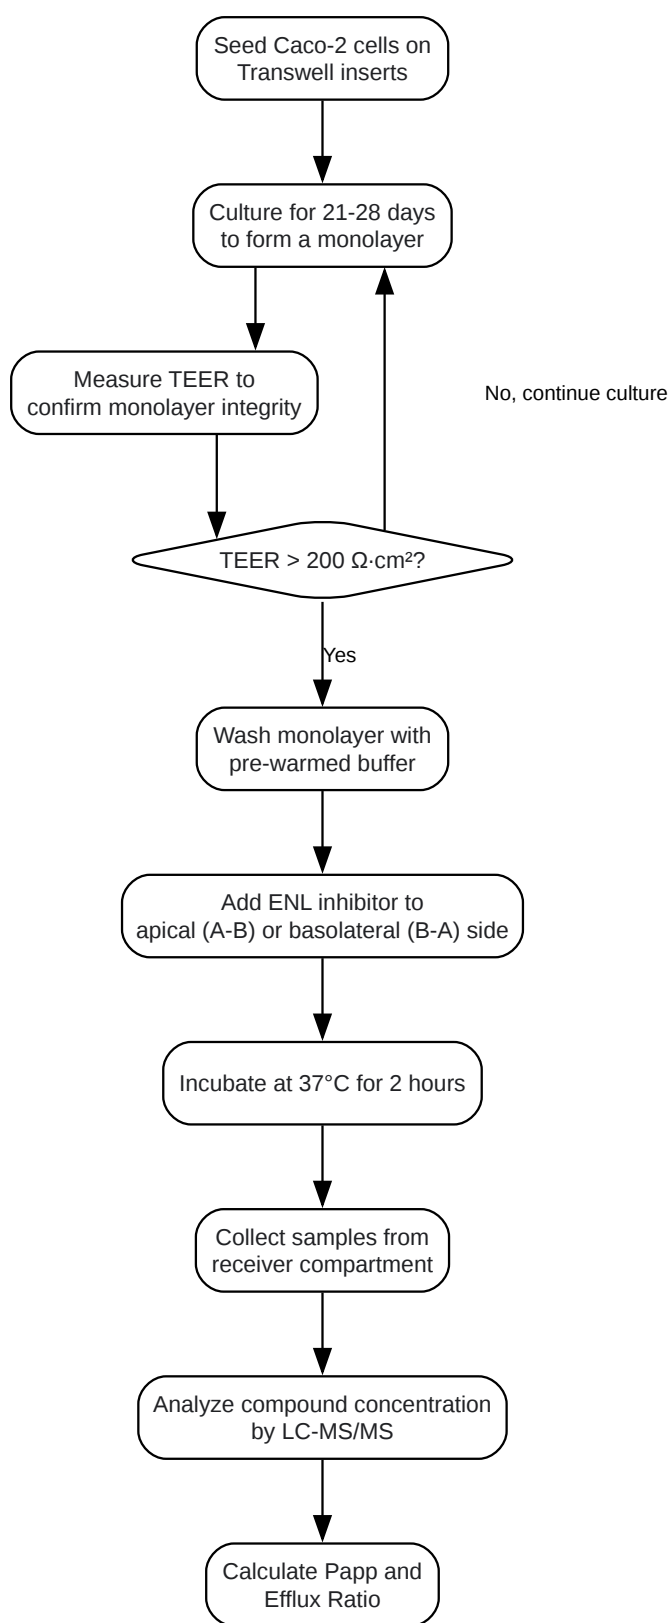 Seed Caco-2 cells on
Transwell inserts
Culture for 21-28 days
to form a monolayer
Measure TEER to
confirm monolayer integrity
No, continue culture
TEER > 200 Ω·cm²?
Yes
Wash monolayer with
pre-warmed buffer
Add ENL inhibitor to
apical (A-B) or basolateral (B-A) side
Incubate at 37°C for 2 hours
Collect samples from
receiver compartment
Analyze compound concentration
by LC-MS/MS
Calculate Papp and
Efflux Ratio